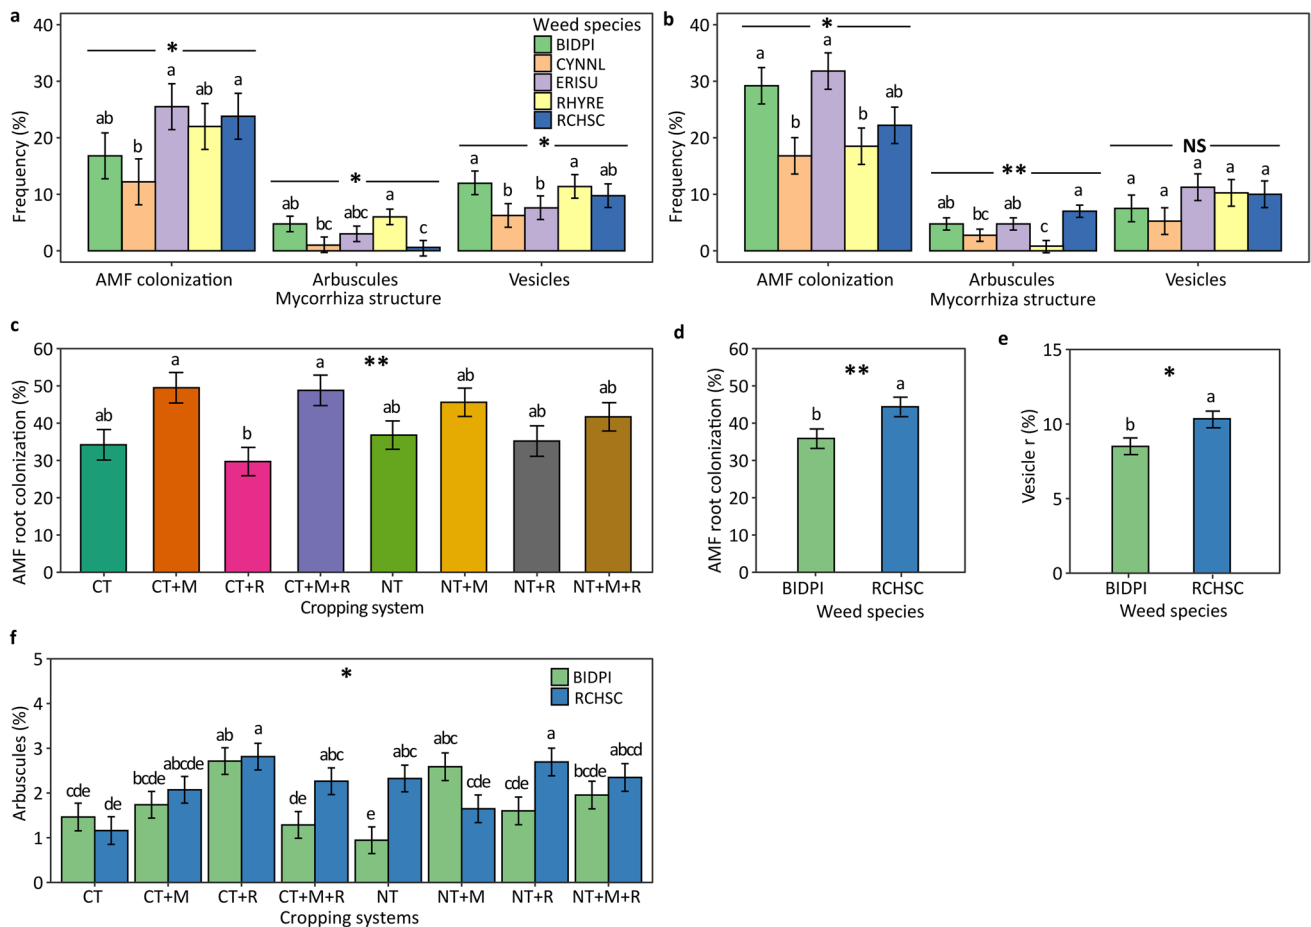 a
Weed species
BIDPI
CYNNL
ERISU
RHYRE
RCHSC
Frequency (%)
40
30
20
10
0
*
*
*
ab
b
a
ab
a
ab
bc
abc
a
c
a
b
b
a
ab
AMF colonization
Arbuscules
Vesicles
Mycorrhiza structure
b
Frequency (%)
40
30
20
10
0
*
**
NS
a
b
a
b
ab
ab
bc
ab
c
a
a
a
a
a
a
AMF colonization
Arbuscules
Vesicles
Mycorrhiza structure
c
AMF root colonization (%)
60
50
40
30
20
10
0
**
ab
a
b
a
ab
ab
ab
ab
CT
CT+M
CT+R
CT+M+R
NT
NT+M
NT+R
NT+M+R
Cropping system
d
AMF root colonization (%)
60
50
40
30
20
10
0
**
b
a
BIDPI
RCHSC
Weed species
e
Vesicle r (%)
15
10
5
0
*
b
a
BIDPI
RCHSC
Weed species
f
Arbuscules (%)
5
4
3
2
1
0
*
BIDPI
RCHSC
cde
de
bcde
abcde
ab
a
de
abc
e
abc
abc
cde
cde
a
bcde
abcd
CT
CT+M
CT+R
CT+M+R
NT
NT+M
NT+R
NT+M+R
Cropping systems